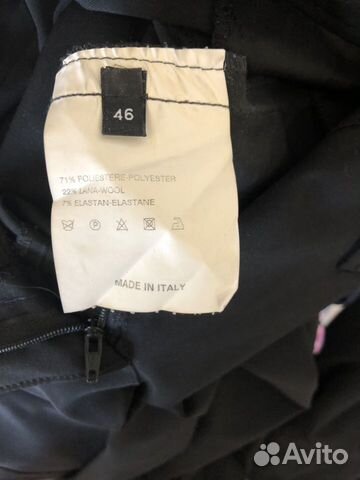 46
71% POLIESTERE-POLYESTER
22% LANA-WOOL
7% ELASTAN-ELASTANE
P
MADE IN ITALY
Avito